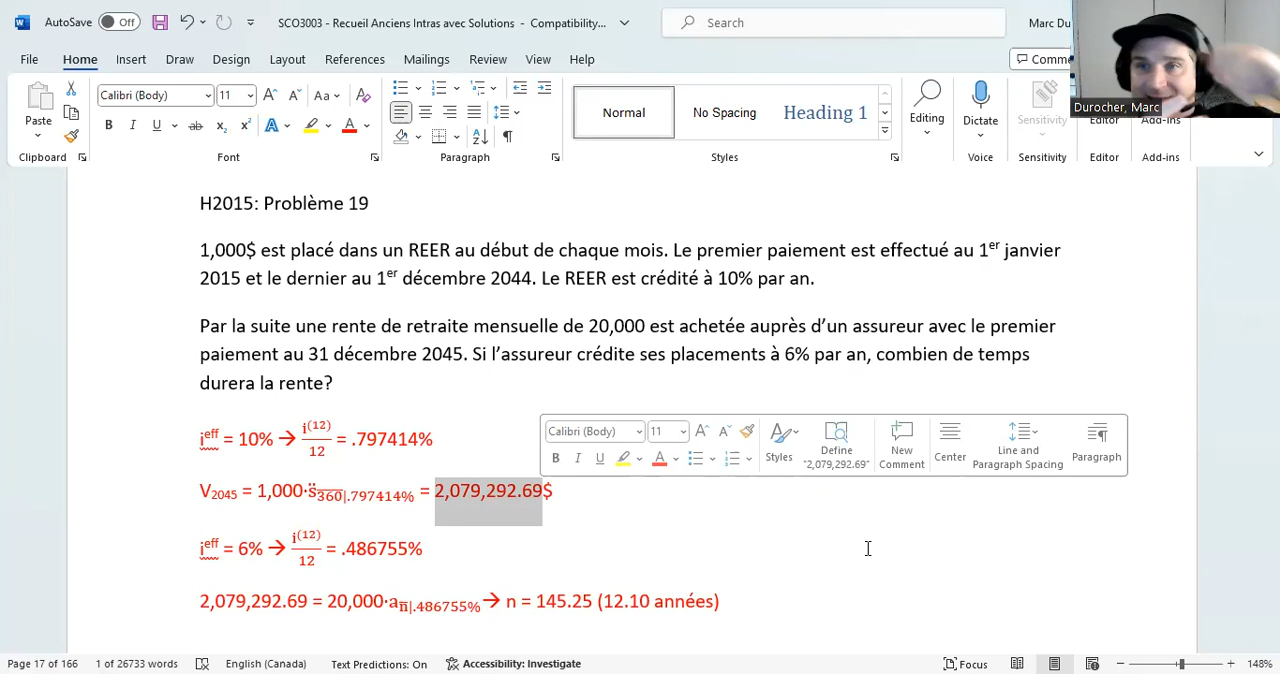 AutoSave Off SCO3003 - Recueil Anciens Intras avec Solutions - Compatibility... Search Marc Du
File Home Insert Draw Design Layout References Mailings Review View Help Comme
Calibri (Body) 11 Aa
Paste Normal No Spacing Heading 1 Editing Dictate Sensitivity Editor Add-ins
Clipboard Font Paragraph Styles Voice Sensitivity Editor Add-ins
Durocher, Marc
H2015: Problème 19
1,000$ est placé dans un REER au début de chaque mois. Le premier paiement est effectué au 1er janvier
2015 et le dernier au 1er décembre 2044. Le REER est crédité à 10% par an.
Par la suite une rente de retraite mensuelle de 20,000 est achetée auprès d’un assureur avec le premier
paiement au 31 décembre 2045. Si l’assureur crédite ses placements à 6% par an, combien de temps
durera la rente?
i^eff = 10% → i^(12)/12 = .797414%
Calibri (Body) 11 Styles Define "2,079,292.69" New Comment Center Line and Paragraph Spacing Paragraph
V2045 = 1,000·s̈360|.797414% = 2,079,292.69$
i^eff = 6% → i^(12)/12 = .486755%
2,079,292.69 = 20,000·an|.486755% → n = 145.25 (12.10 années)
Page 17 of 166 1 of 26733 words English (Canada) Text Predictions: On Accessibility: Investigate Focus 148%